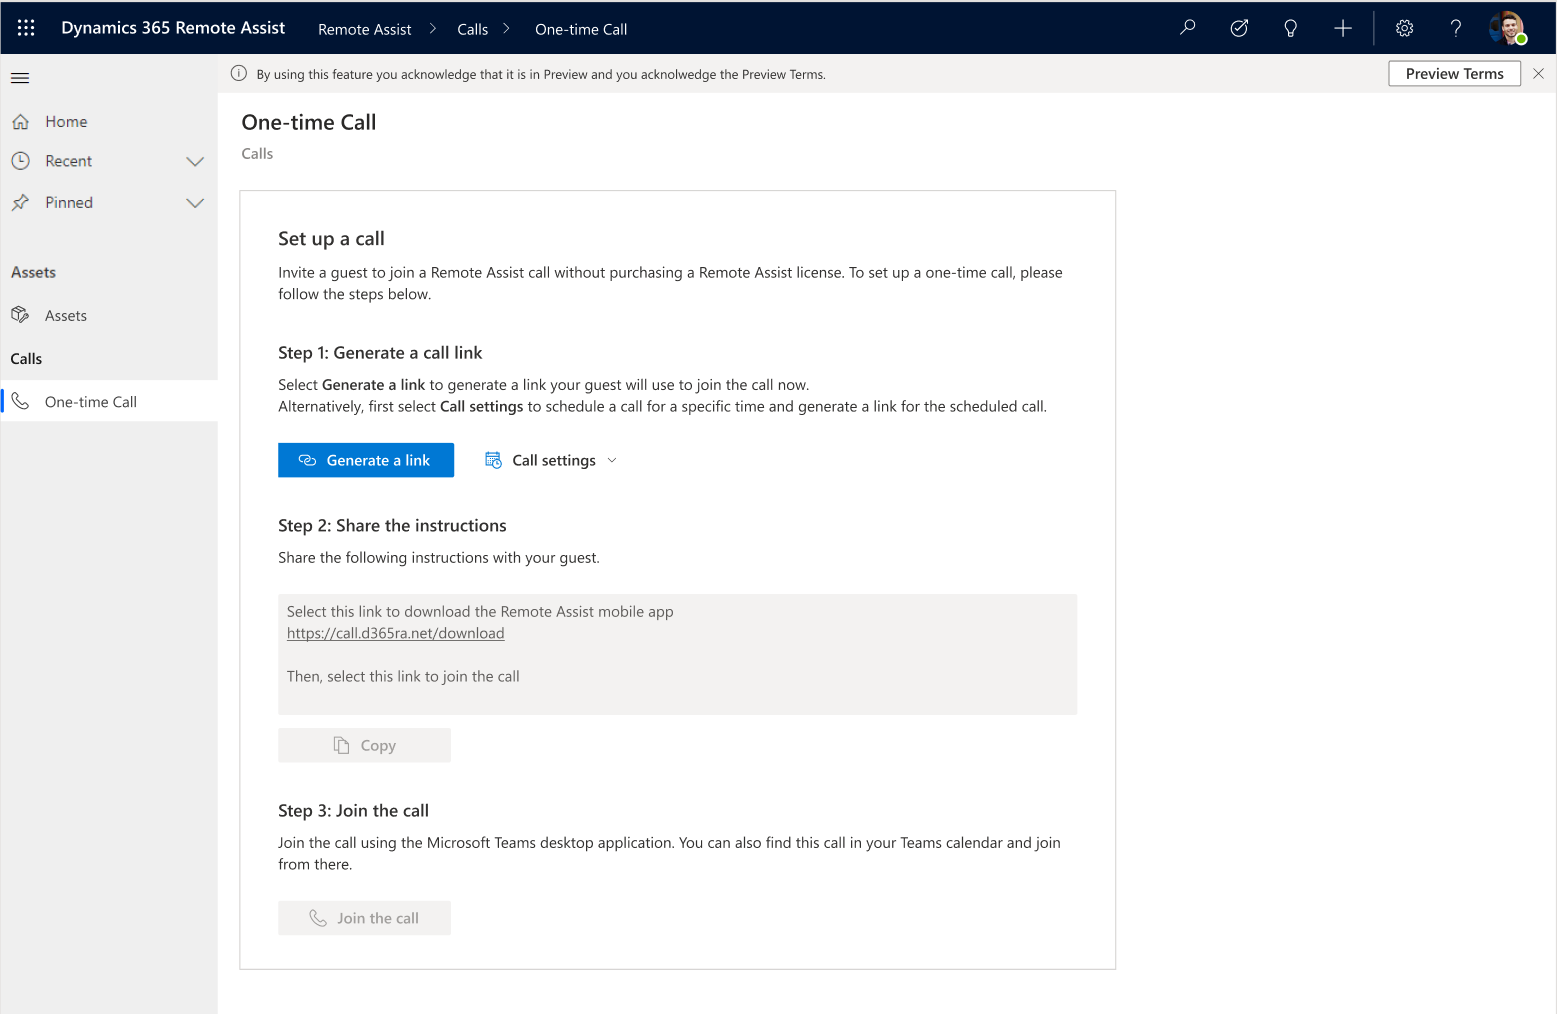 Dynamics 365 Remote Assist
Remote Assist > Calls > One-time Call
By using this feature you acknowledge that it is in Preview and you acknolwedge the Preview Terms.
Preview Terms
Home
Recent
Pinned
Assets
Assets
Calls
One-time Call
One-time Call
Calls
Set up a call
Invite a guest to join a Remote Assist call without purchasing a Remote Assist license. To set up a one-time call, please
follow the steps below.
Step 1: Generate a call link
Select Generate a link to generate a link your guest will use to join the call now.
Alternatively, first select Call settings to schedule a call for a specific time and generate a link for the scheduled call.
Generate a link
Call settings
Step 2: Share the instructions
Share the following instructions with your guest.
Select this link to download the Remote Assist mobile app
https://call.d365ra.net/download
Then, select this link to join the call
Copy
Step 3: Join the call
Join the call using the Microsoft Teams desktop application. You can also find this call in your Teams calendar and join
from there.
Join the call